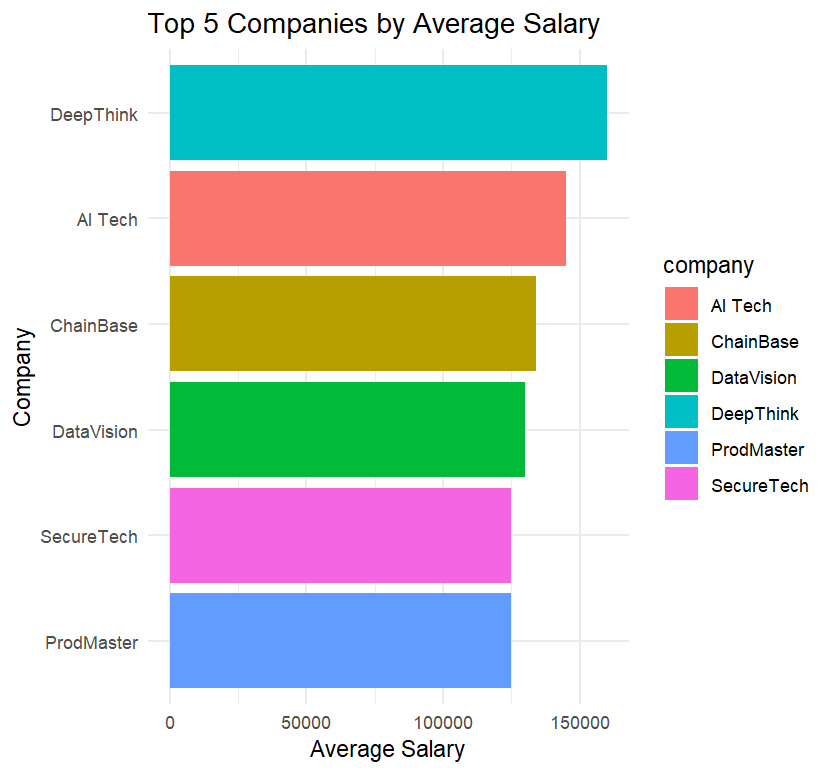 Top 5 Companies by Average Salary
DeepThink
AI Tech
ChainBase
DataVision
SecureTech
ProdMaster
Company
0 50000 100000 150000
Average Salary
company
AI Tech
ChainBase
DataVision
DeepThink
ProdMaster
SecureTech